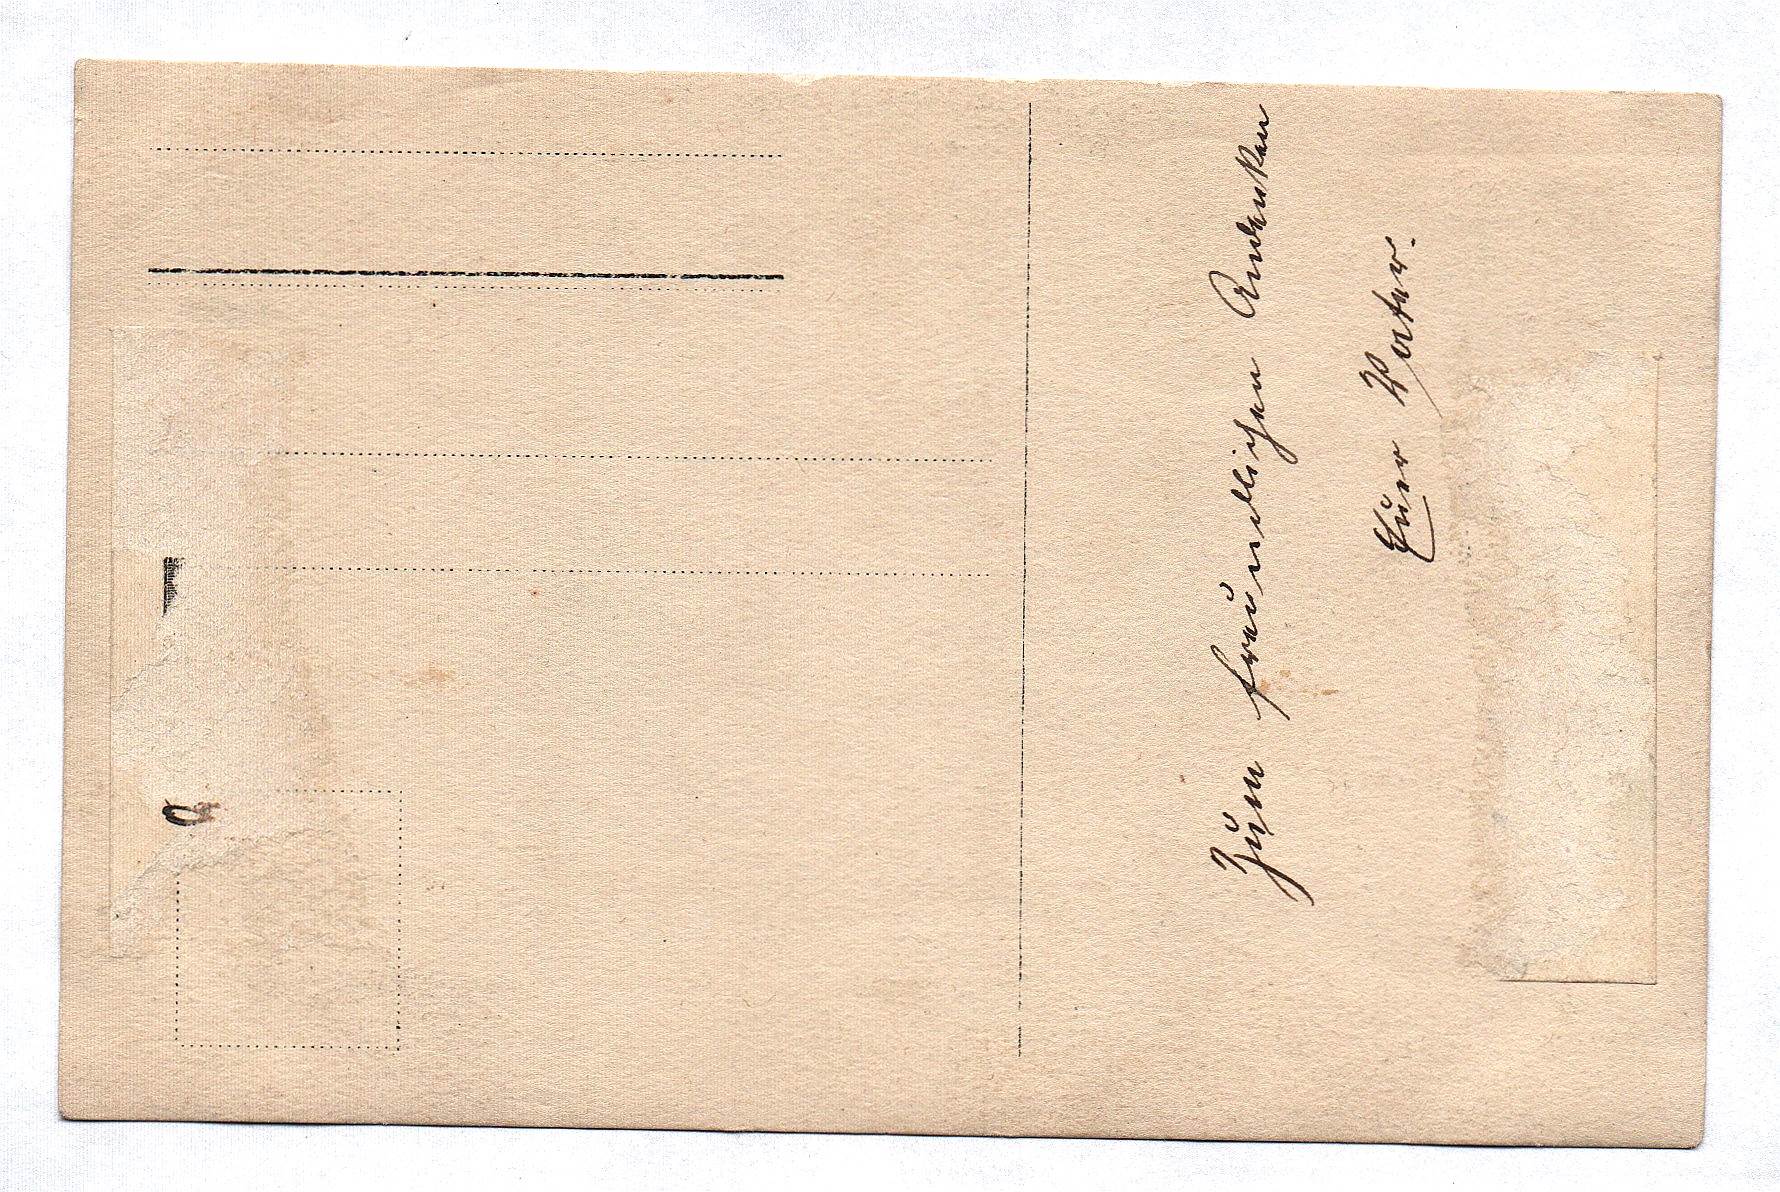 Zum freundlichen Andenken
Euer Vater.